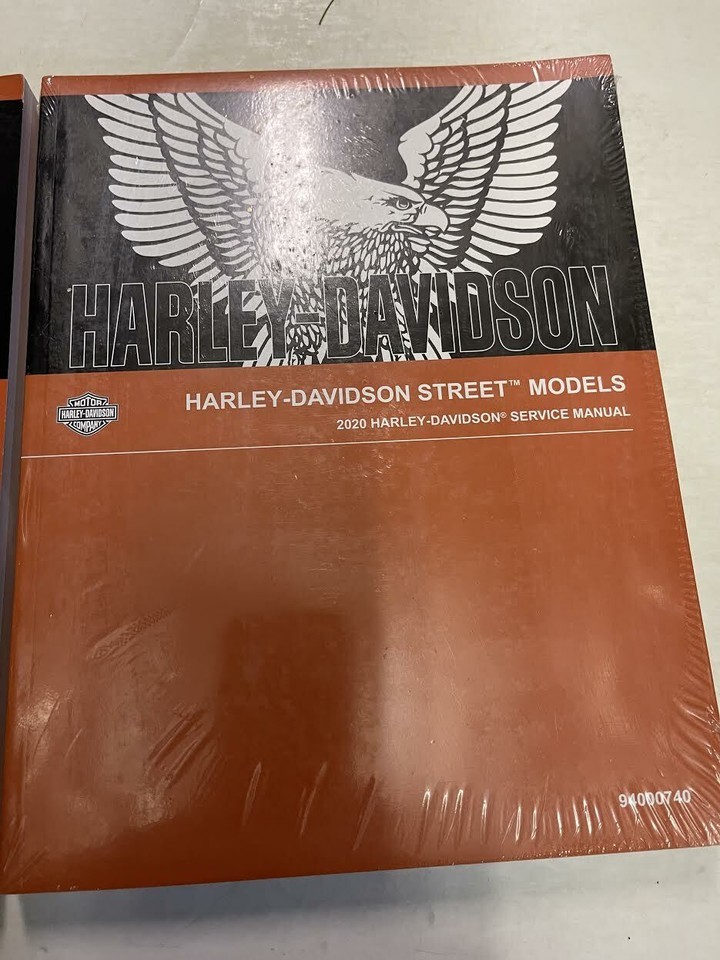 HARLEY-DAVIDSON
MOTOR
HARLEY-DAVIDSON
COMPANY
HARLEY-DAVIDSON STREET™ MODELS
2020 HARLEY-DAVIDSON® SERVICE MANUAL
94000740